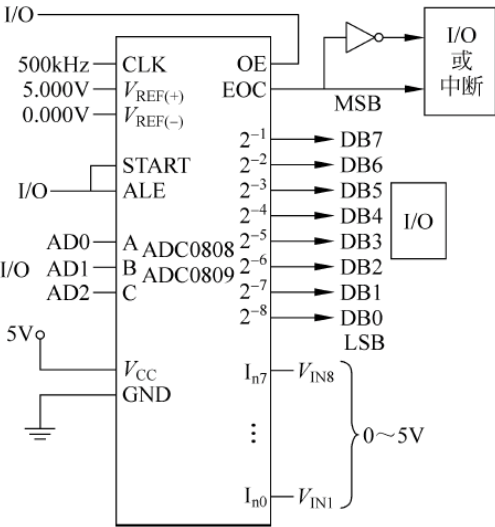 I/O
500kHz CLK OE
5.000V V_REF(+) EOC
0.000V V_REF(−)
I/O
或
中断
MSB
START
I/O ALE
2⁻¹ DB7
2⁻² DB6
2⁻³ DB5
2⁻⁴ DB4
2⁻⁵ DB3
2⁻⁶ DB2
2⁻⁷ DB1
2⁻⁸ DB0
LSB
I/O
AD0 A
I/O AD1 B
AD2 C
ADC0808
ADC0809
5V
V_CC
GND
I_n7 V_IN8
⋮
I_n0 V_IN1
0～5V